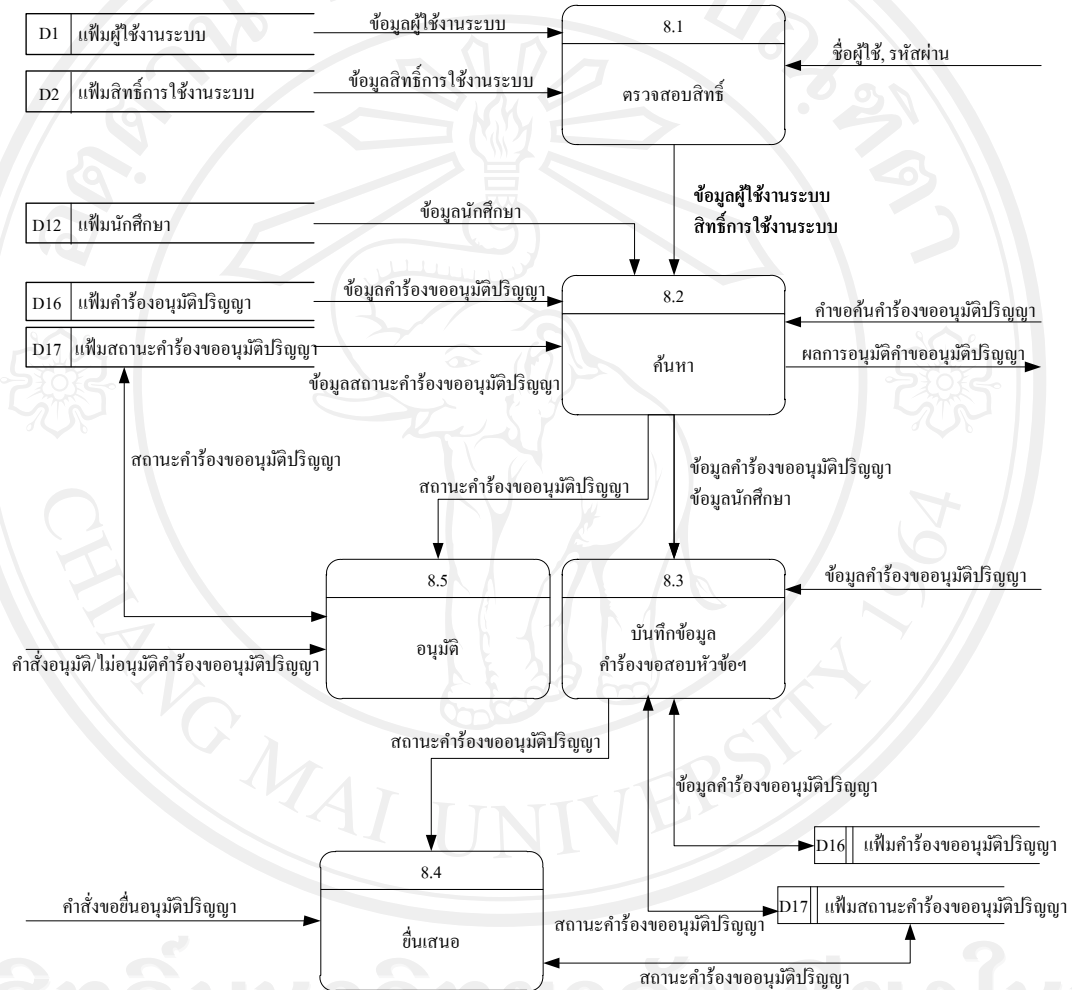 D1 แฟ้มผู้ใช้งานระบบ
ข้อมูลผู้ใช้งานระบบ
8.1
ชื่อผู้ใช้, รหัสผ่าน
D2 แฟ้มสิทธิ์การใช้งานระบบ
ข้อมูลสิทธิ์การใช้งานระบบ
ตรวจสอบสิทธิ์
ข้อมูลผู้ใช้งานระบบ
สิทธิ์การใช้งานระบบ
D12 แฟ้มนักศึกษา
ข้อมูลนักศึกษา
D16 แฟ้มคำร้องอนุมัติปริญญา
ข้อมูลคำร้องขออนุมัติปริญญา
8.2
คำขอค้นคำร้องขออนุมัติปริญญา
D17 แฟ้มสถานะคำร้องขออนุมัติปริญญา
ข้อมูลสถานะคำร้องขออนุมัติปริญญา
ค้นหา
ผลการอนุมัติคำขออนุมัติปริญญา
สถานะคำร้องขออนุมัติปริญญา
สถานะคำร้องขออนุมัติปริญญา
ข้อมูลคำร้องขออนุมัติปริญญา
ข้อมูลนักศึกษา
8.5
อนุมัติ
คำสั่งอนุมัติ/ไม่อนุมัติคำร้องขออนุมัติปริญญา
8.3
บันทึกข้อมูล
คำร้องขอสอบหัวข้อฯ
ข้อมูลคำร้องขออนุมัติปริญญา
สถานะคำร้องขออนุมัติปริญญา
ข้อมูลคำร้องขออนุมัติปริญญา
D16 แฟ้มคำร้องขออนุมัติปริญญา
8.4
ยื่นเสนอ
คำสั่งขอยื่นอนุมัติปริญญา
D17 แฟ้มสถานะคำร้องขออนุมัติปริญญา
สถานะคำร้องขออนุมัติปริญญา
สถานะคำร้องขออนุมัติปริญญา
CHIANG MAI UNIVERSITY 1964